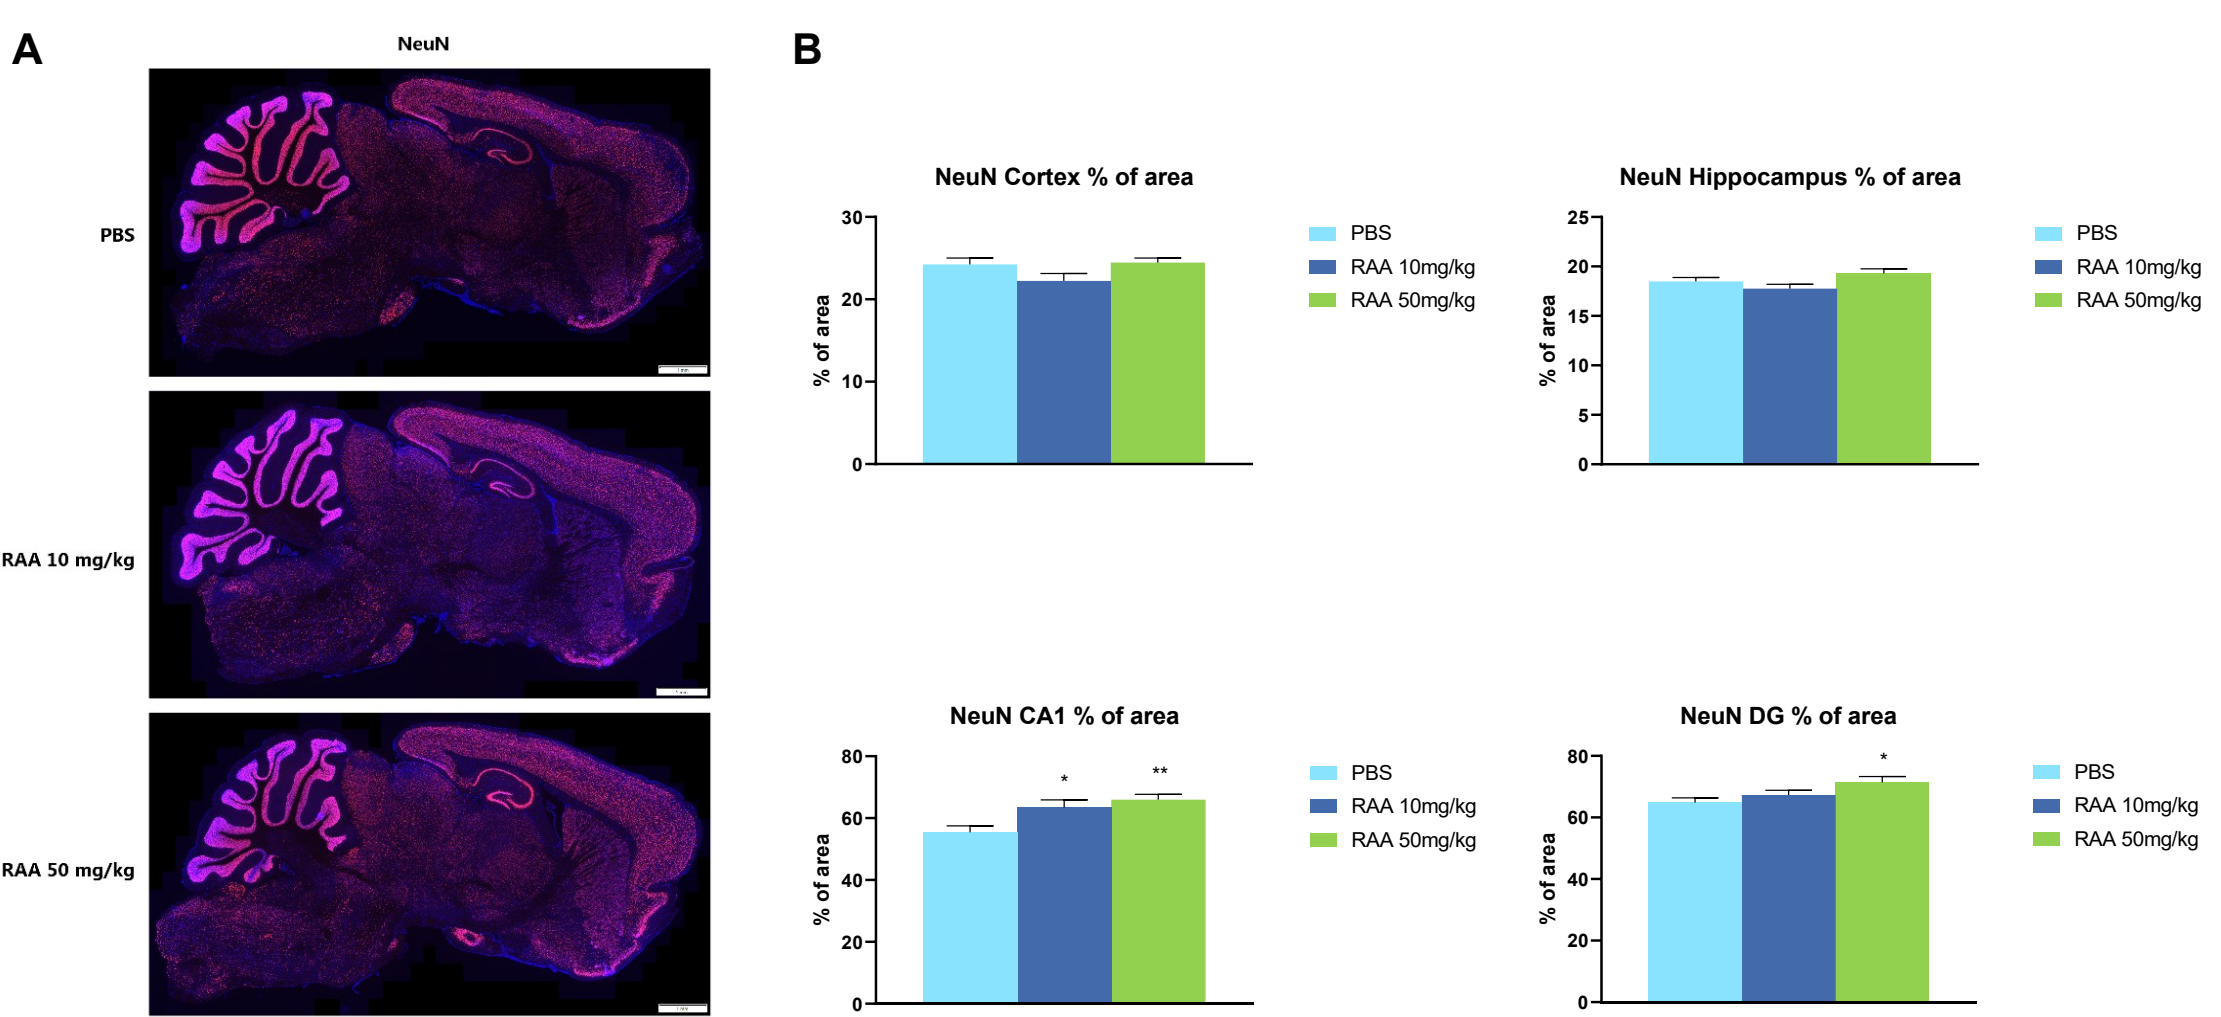 A
NeuN
PBS
RAA 10 mg/kg
RAA 50 mg/kg
B
NeuN Cortex % of area
% of area
30
20
10
0
PBS
RAA 10mg/kg
RAA 50mg/kg
NeuN Hippocampus % of area
% of area
25
20
15
10
5
0
PBS
RAA 10mg/kg
RAA 50mg/kg
NeuN CA1 % of area
% of area
80
60
40
20
0
*
**
PBS
RAA 10mg/kg
RAA 50mg/kg
NeuN DG % of area
% of area
80
60
40
20
0
*
PBS
RAA 10mg/kg
RAA 50mg/kg